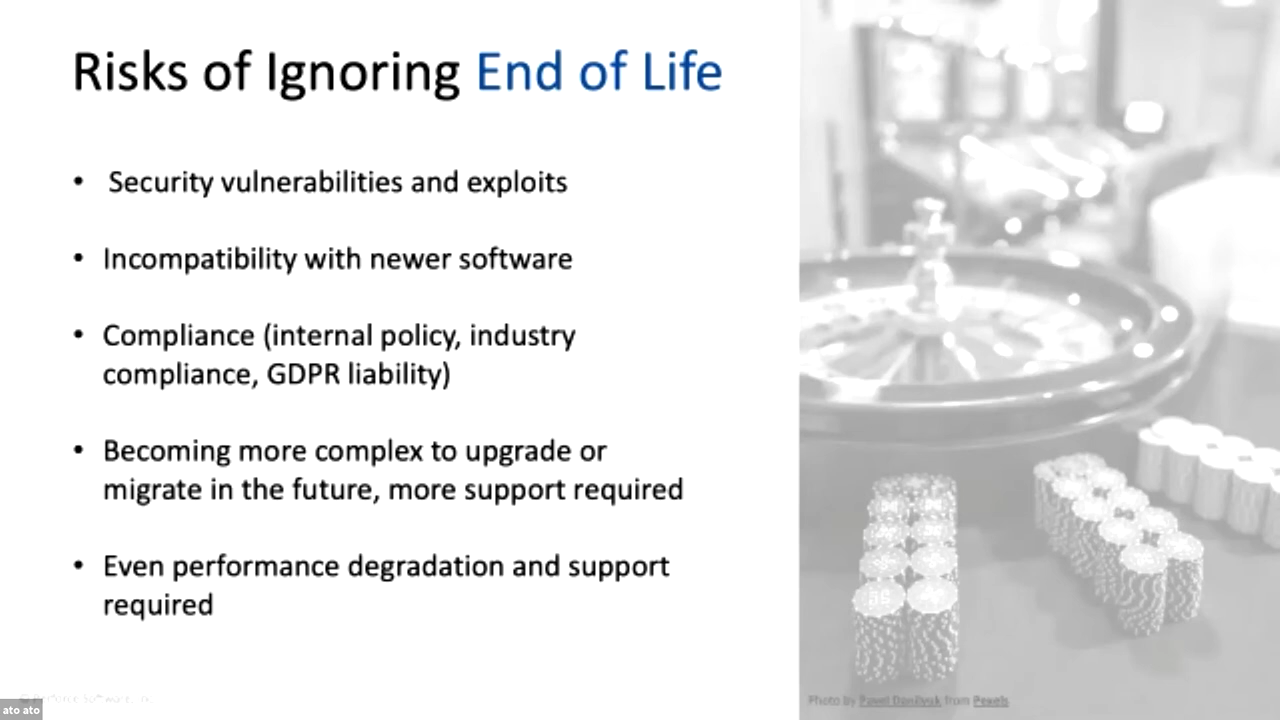 Risks of Ignoring End of Life
• Security vulnerabilities and exploits
• Incompatibility with newer software
• Compliance (internal policy, industry
compliance, GDPR liability)
• Becoming more complex to upgrade or
migrate in the future, more support required
• Even performance degradation and support
required
ato ato
Photo by Pavel Danilyuk from Pexels